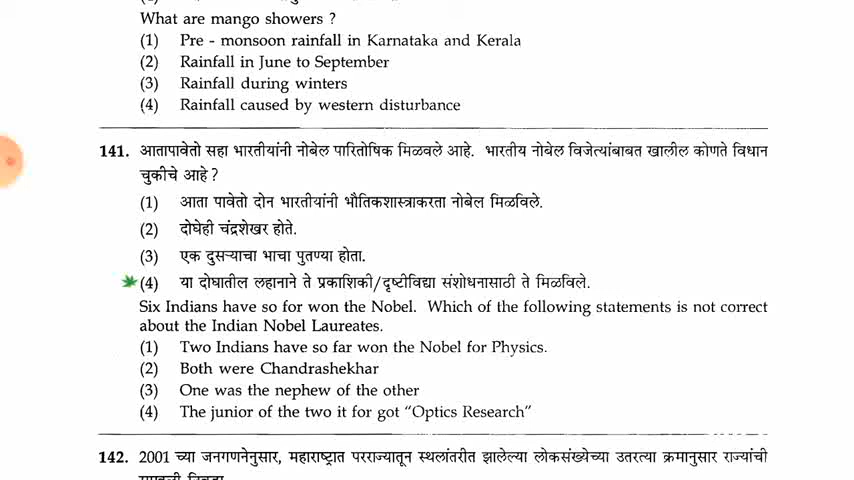 What are mango showers ?
(1) Pre - monsoon rainfall in Karnataka and Kerala
(2) Rainfall in June to September
(3) Rainfall during winters
(4) Rainfall caused by western disturbance
141. आतापावेतो सहा भारतीयांनी नोबेल पारितोषिक मिळवले आहे. भारतीय नोबेल विजेत्यांबाबत खालील कोणते विधान
चुकीचे आहे ?
(1) आता पावेतो दोन भारतीयांनी भौतिकशास्त्राकरता नोबेल मिळविले.
(2) दोघेही चंद्रशेखर होते.
(3) एक दुसऱ्याचा भाचा पुतण्या होता.
(4) या दोघातील लहानाने ते प्रकाशिकी/दृष्टीविद्या संशोधनासाठी ते मिळविले.
Six Indians have so for won the Nobel. Which of the following statements is not correct
about the Indian Nobel Laureates.
(1) Two Indians have so far won the Nobel for Physics.
(2) Both were Chandrashekhar
(3) One was the nephew of the other
(4) The junior of the two it for got "Optics Research"
142. 2001 च्या जनगणनेनुसार, महाराष्ट्रात परराज्यातून स्थलांतरीत झालेल्या लोकसंख्येच्या उतरत्या क्रमानुसार राज्यांची